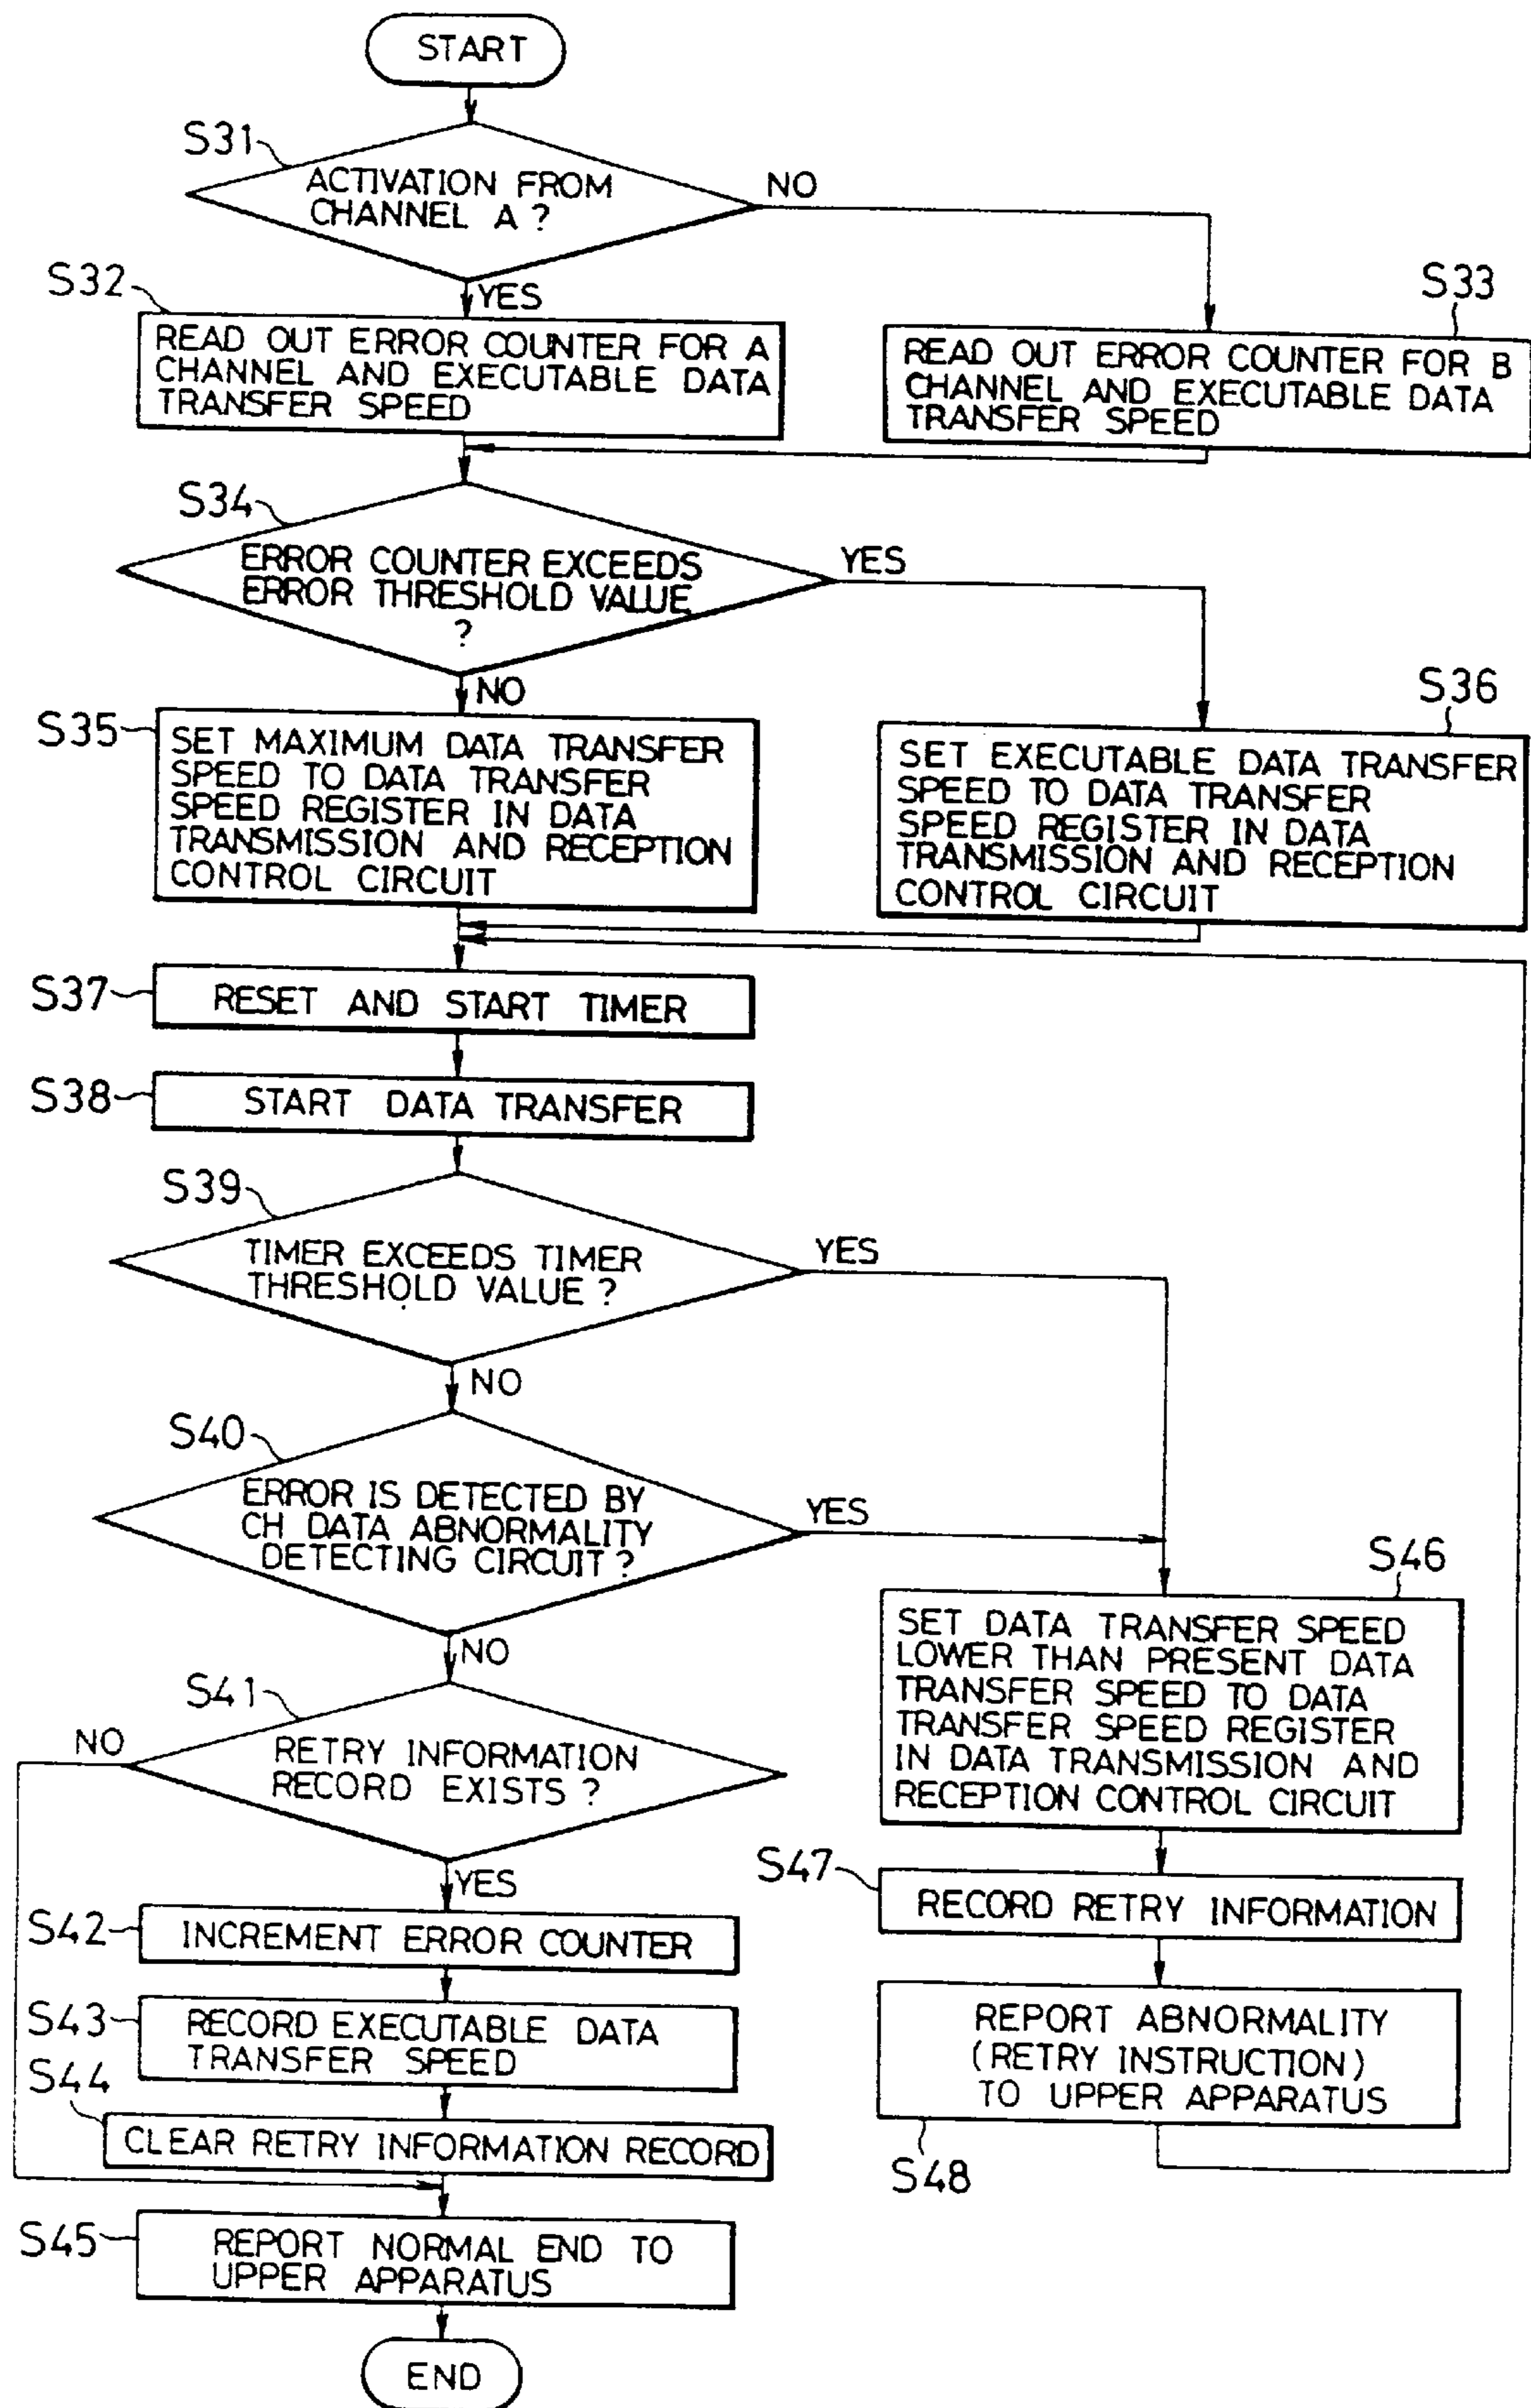 START
S31
ACTIVATION FROM
CHANNEL A ?
NO
YES
S32
READ OUT ERROR COUNTER FOR A
CHANNEL AND EXECUTABLE DATA
TRANSFER SPEED
S33
READ OUT ERROR COUNTER FOR B
CHANNEL AND EXECUTABLE DATA
TRANSFER SPEED
S34
ERROR COUNTER EXCEEDS
ERROR THRESHOLD VALUE
?
YES
NO
S35
SET MAXIMUM DATA TRANSFER
SPEED TO DATA TRANSFER
SPEED REGISTER IN DATA
TRANSMISSION AND RECEPTION
CONTROL CIRCUIT
S36
SET EXECUTABLE DATA TRANSFER
SPEED TO DATA TRANSFER
SPEED REGISTER IN DATA
TRANSMISSION AND RECEPTION
CONTROL CIRCUIT
S37
RESET AND START TIMER
S38
START DATA TRANSFER
S39
TIMER EXCEEDS TIMER
THRESHOLD VALUE ?
YES
NO
S40
ERROR IS DETECTED BY
CH DATA ABNORMALITY
DETECTING CIRCUIT ?
YES
NO
S41
RETRY INFORMATION
RECORD EXISTS ?
NO
YES
S42
INCREMENT ERROR COUNTER
S43
RECORD EXECUTABLE DATA
TRANSFER SPEED
S44
CLEAR RETRY INFORMATION RECORD
S45
REPORT NORMAL END TO
UPPER APPARATUS
END
S46
SET DATA TRANSFER SPEED
LOWER THAN PRESENT DATA
TRANSFER SPEED TO DATA
TRANSFER SPEED REGISTER
IN DATA TRANSMISSION AND
RECEPTION CONTROL CIRCUIT
S47
RECORD RETRY INFORMATION
REPORT ABNORMALITY
(RETRY INSTRUCTION)
TO UPPER APPARATUS
S48